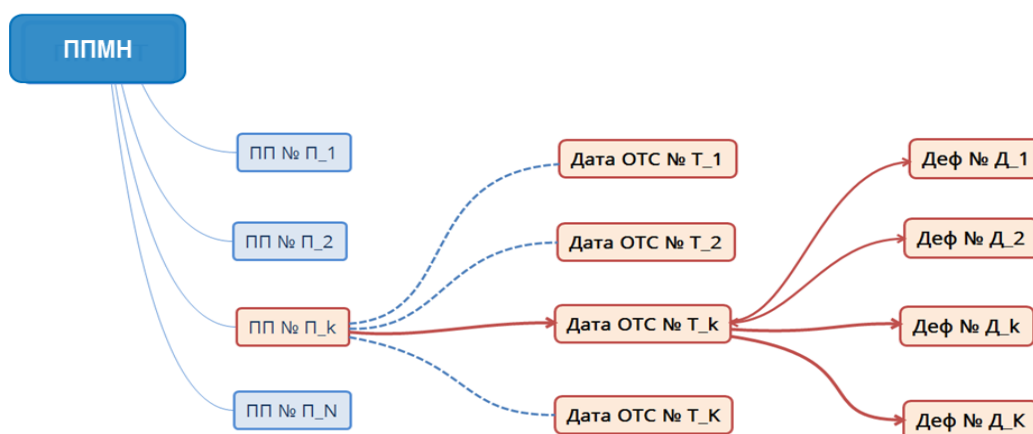 ППМН
ПП № П_1
ПП № П_2
ПП № П_k
ПП № П_N
Дата ОТС № Т_1
Дата ОТС № Т_2
Дата ОТС № Т_k
Дата ОТС № Т_К
Деф № Д_1
Деф № Д_2
Деф № Д_k
Деф № Д_К